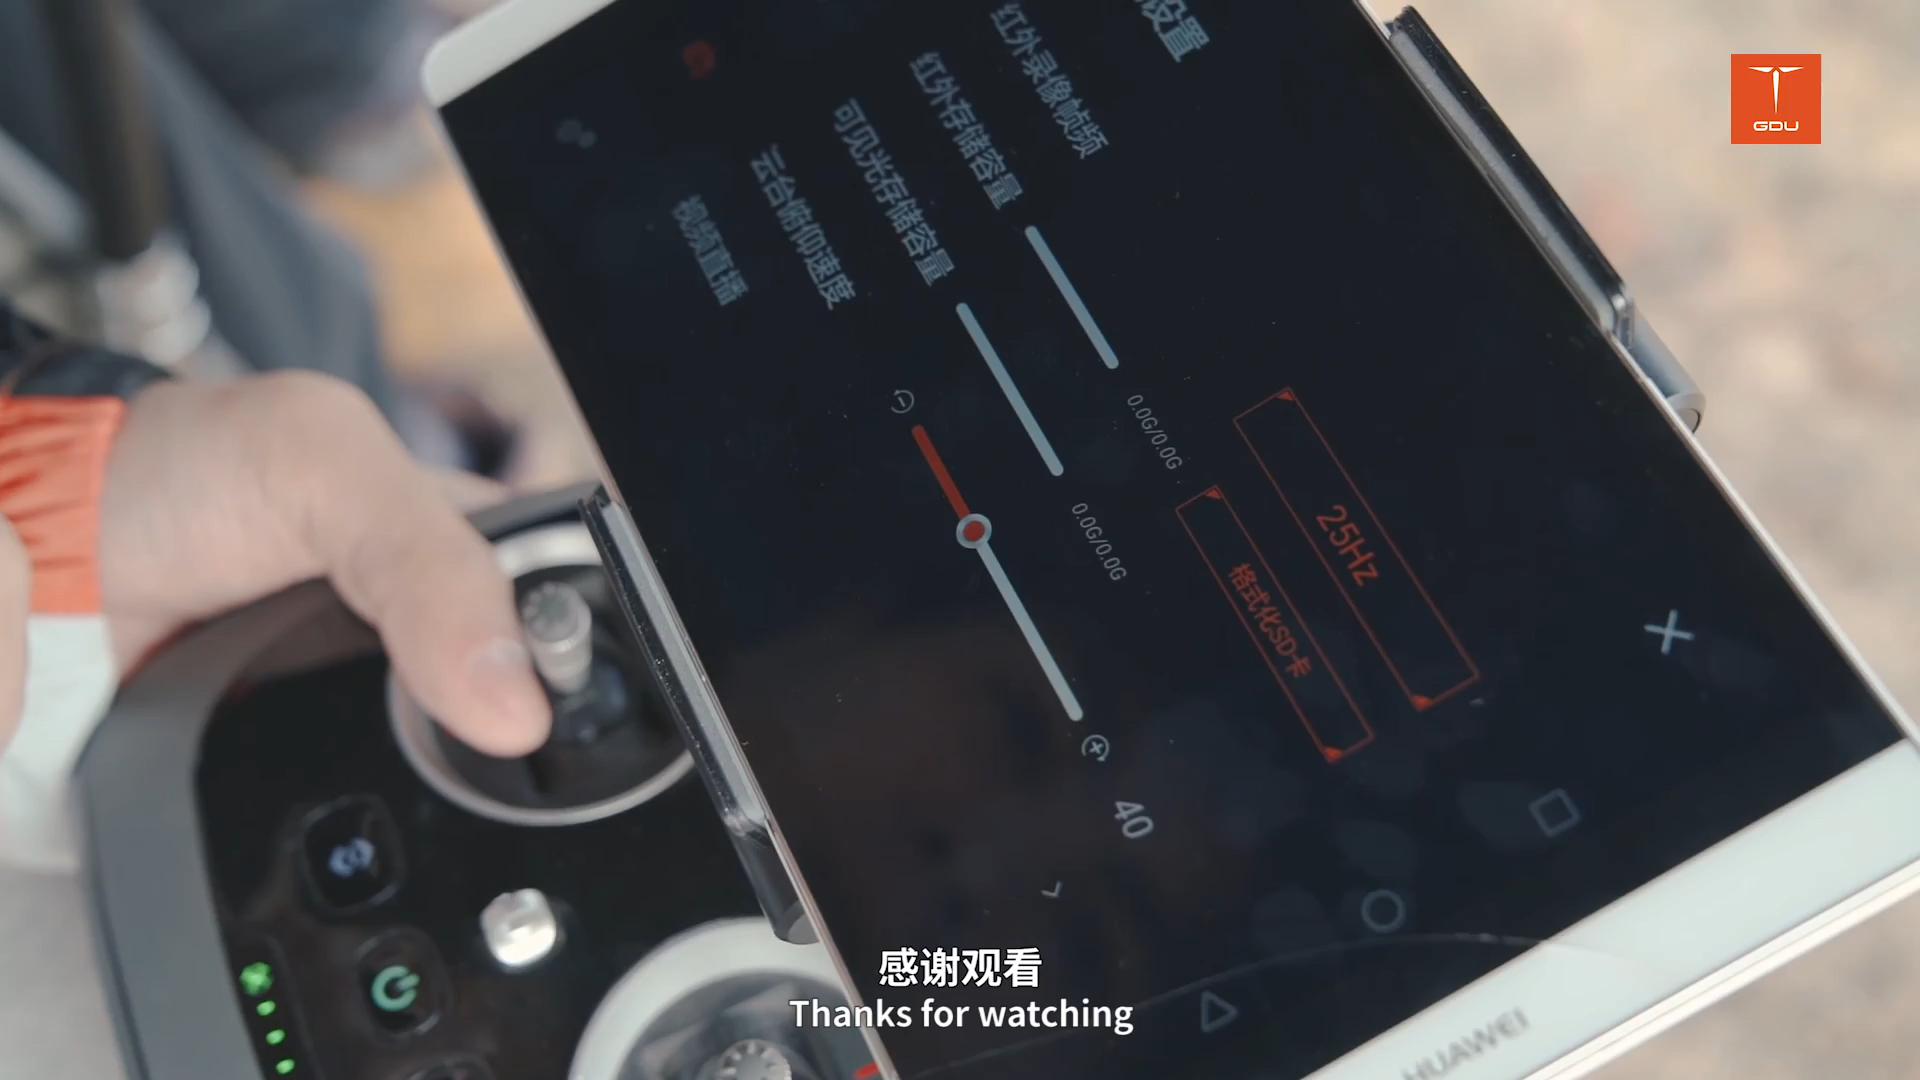 设置
红外录像帧频
25Hz
红外存储容量
0.0G/0.0G
格式化SD卡
可见光存储容量
0.0G/0.0G
云台俯仰速度
40
视频直播
GDU
HUAWEI
感谢观看
Thanks for watching